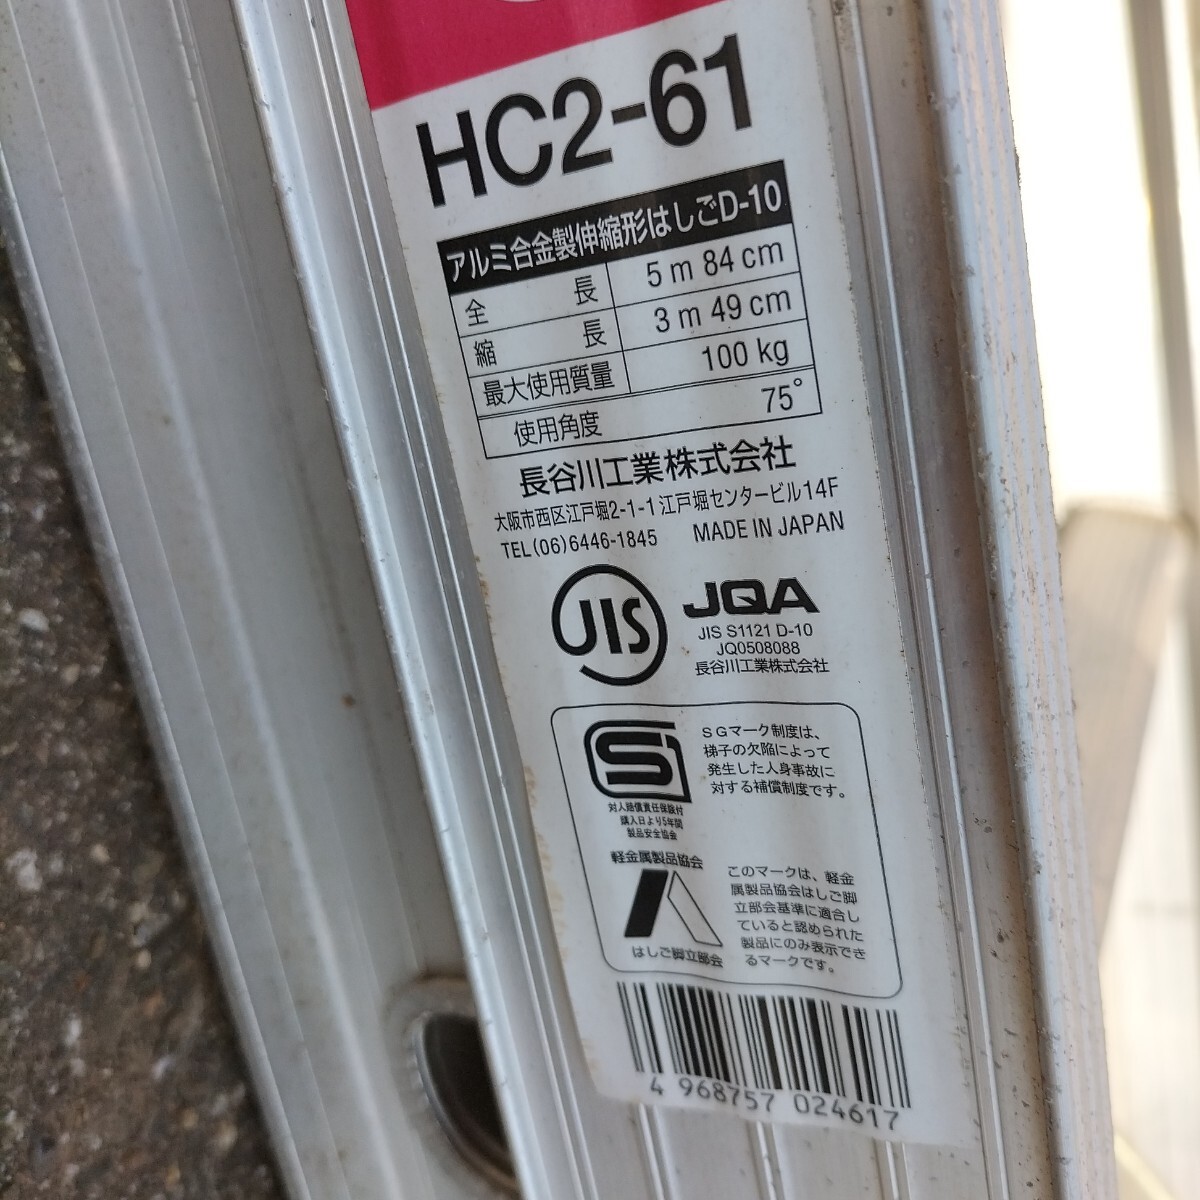 HC2-61
アルミ合金製伸縮形はしごD-10
全長 5m 84cm
縮長 3m 49cm
最大使用質量 100kg
使用角度 75°
長谷川工業株式会社
大阪市西区江戸堀2-1-1江戸堀センタービル14F
TEL(06)6446-1845 MADE IN JAPAN
JIS
JQA
JIS S1121 D-10
JQ0508088
長谷川工業株式会社
SG
対人賠償責任保険付
購入日より5年間
製品安全協会
SGマーク制度は、
梯子の欠陥によって
発生した人身事故に
対する補償制度です。
軽金属製品協会
はしご脚立部会
このマークは、軽金
属製品協会はしご脚
立部会基準に適合し
ていると認められた
製品にのみ表示でき
るマークです。
4 968757 024617